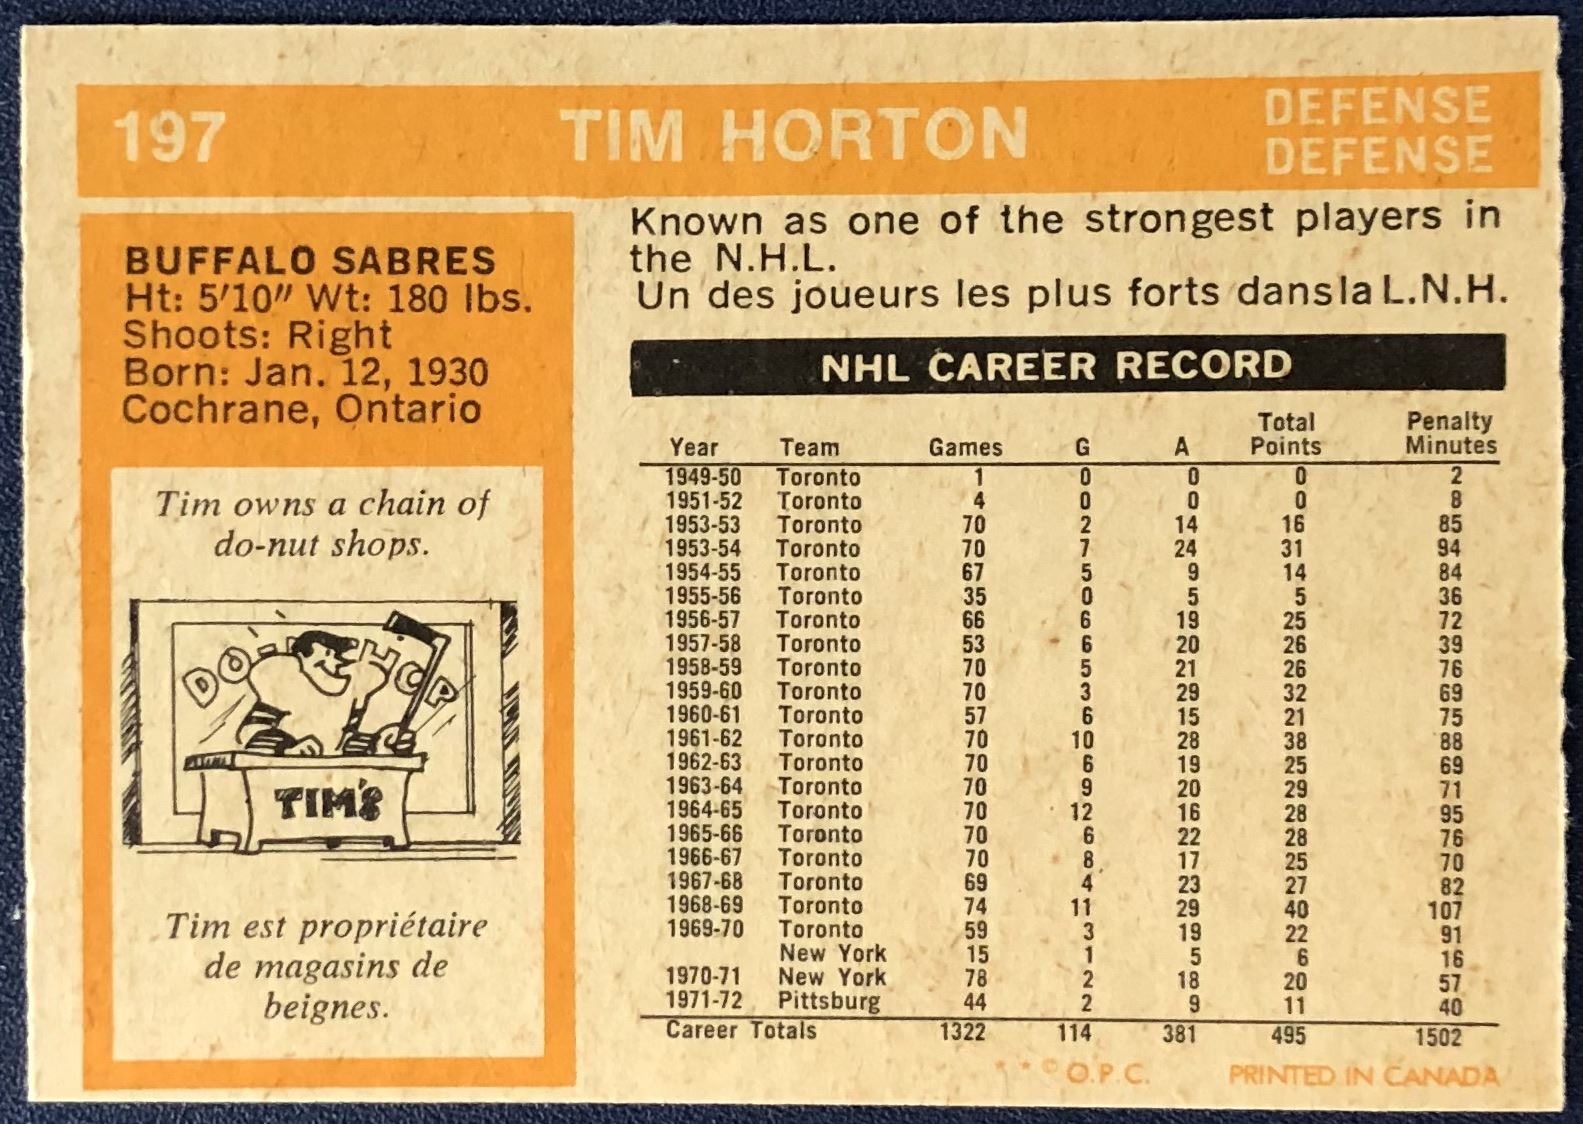 197 TIM HORTON DEFENSE
DEFENSE
BUFFALO SABRES
Ht: 5'10" Wt: 180 lbs.
Shoots: Right
Born: Jan. 12, 1930
Cochrane, Ontario
Tim owns a chain of
do-nut shops.
DO HOP
TIM'S
Tim est propriétaire
de magasins de
beignes.
Known as one of the strongest players in
the N.H.L.
Un des joueurs les plus forts dans la L.N.H.
NHL CAREER RECORD
Year Team Games G A Total Points Penalty Minutes
1949-50 Toronto 1 0 0 0 2
1951-52 Toronto 4 0 0 0 8
1953-53 Toronto 70 2 14 16 85
1953-54 Toronto 70 7 24 31 94
1954-55 Toronto 67 5 9 14 84
1955-56 Toronto 35 0 5 5 36
1956-57 Toronto 66 6 19 25 72
1957-58 Toronto 53 6 20 26 39
1958-59 Toronto 70 5 21 26 76
1959-60 Toronto 70 3 29 32 69
1960-61 Toronto 57 6 15 21 75
1961-62 Toronto 70 10 28 38 88
1962-63 Toronto 70 6 19 25 69
1963-64 Toronto 70 9 20 29 71
1964-65 Toronto 70 12 16 28 95
1965-66 Toronto 70 6 22 28 76
1966-67 Toronto 70 8 17 25 70
1967-68 Toronto 69 4 23 27 82
1968-69 Toronto 74 11 29 40 107
1969-70 Toronto 59 3 19 22 91
New York 15 1 5 6 16
1970-71 New York 78 2 18 20 57
1971-72 Pittsburg 44 2 9 11 40
Career Totals 1322 114 381 495 1502
* * © O.P.C. PRINTED IN CANADA